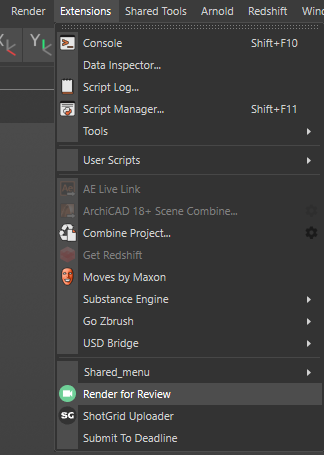 Render Extensions Shared Tools Arnold Redshift Win
X Y
Console Shift+F10
Data Inspector...
Script Log...
Script Manager... Shift+F11
Tools
User Scripts
AE Live Link
ArchiCAD 18+ Scene Combine...
Combine Project...
Get Redshift
Moves by Maxon
Substance Engine
Go Zbrush
USD Bridge
Shared_menu
Render for Review
SG ShotGrid Uploader
Submit To Deadline